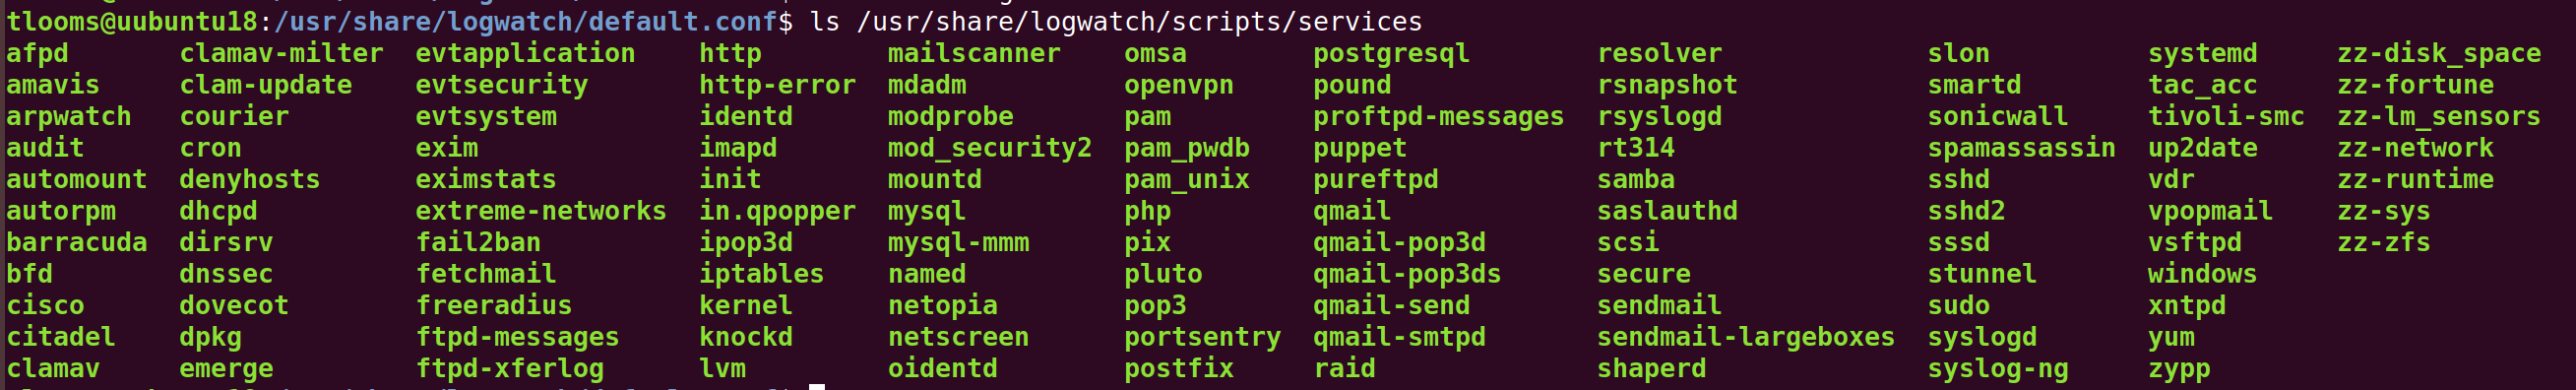 tlooms@uubuntu18:/usr/share/logwatch/default.conf$ ls /usr/share/logwatch/scripts/services
afpd clamav-milter evtapplication http mailscanner omsa postgresql resolver slon systemd zz-disk_space
amavis clam-update evtsecurity http-error mdadm openvpn pound rsnapshot smartd tac_acc zz-fortune
arpwatch courier evtsystem identd modprobe pam proftpd-messages rsyslogd sonicwall tivoli-smc zz-lm_sensors
audit cron exim imapd mod_security2 pam_pwdb puppet rt314 spamassassin up2date zz-network
automount denyhosts eximstats init mountd pam_unix pureftpd samba sshd vdr zz-runtime
autorpm dhcpd extreme-networks in.qpopper mysql php qmail saslauthd sshd2 vpopmail zz-sys
barracuda dirsrv fail2ban ipop3d mysql-mmm pix qmail-pop3d scsi sssd vsftpd zz-zfs
bfd dnssec fetchmail iptables named pluto qmail-pop3ds secure stunnel windows
cisco dovecot freeradius kernel netopia pop3 qmail-send sendmail sudo xntpd
citadel dpkg ftpd-messages knockd netscreen portsentry qmail-smtpd sendmail-largeboxes syslogd yum
clamav emerge ftpd-xferlog lvm oidentd postfix raid shaperd syslog-ng zypp